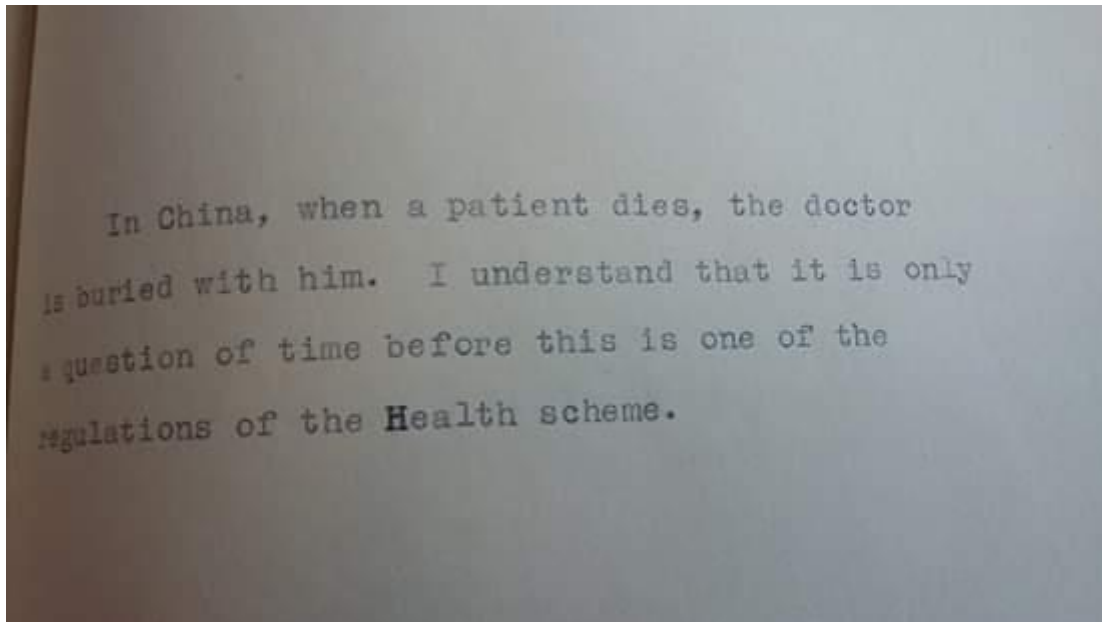 In China, when a patient dies, the doctor
is buried with him. I understand that it is only
a question of time before this is one of the
regulations of the Health scheme.